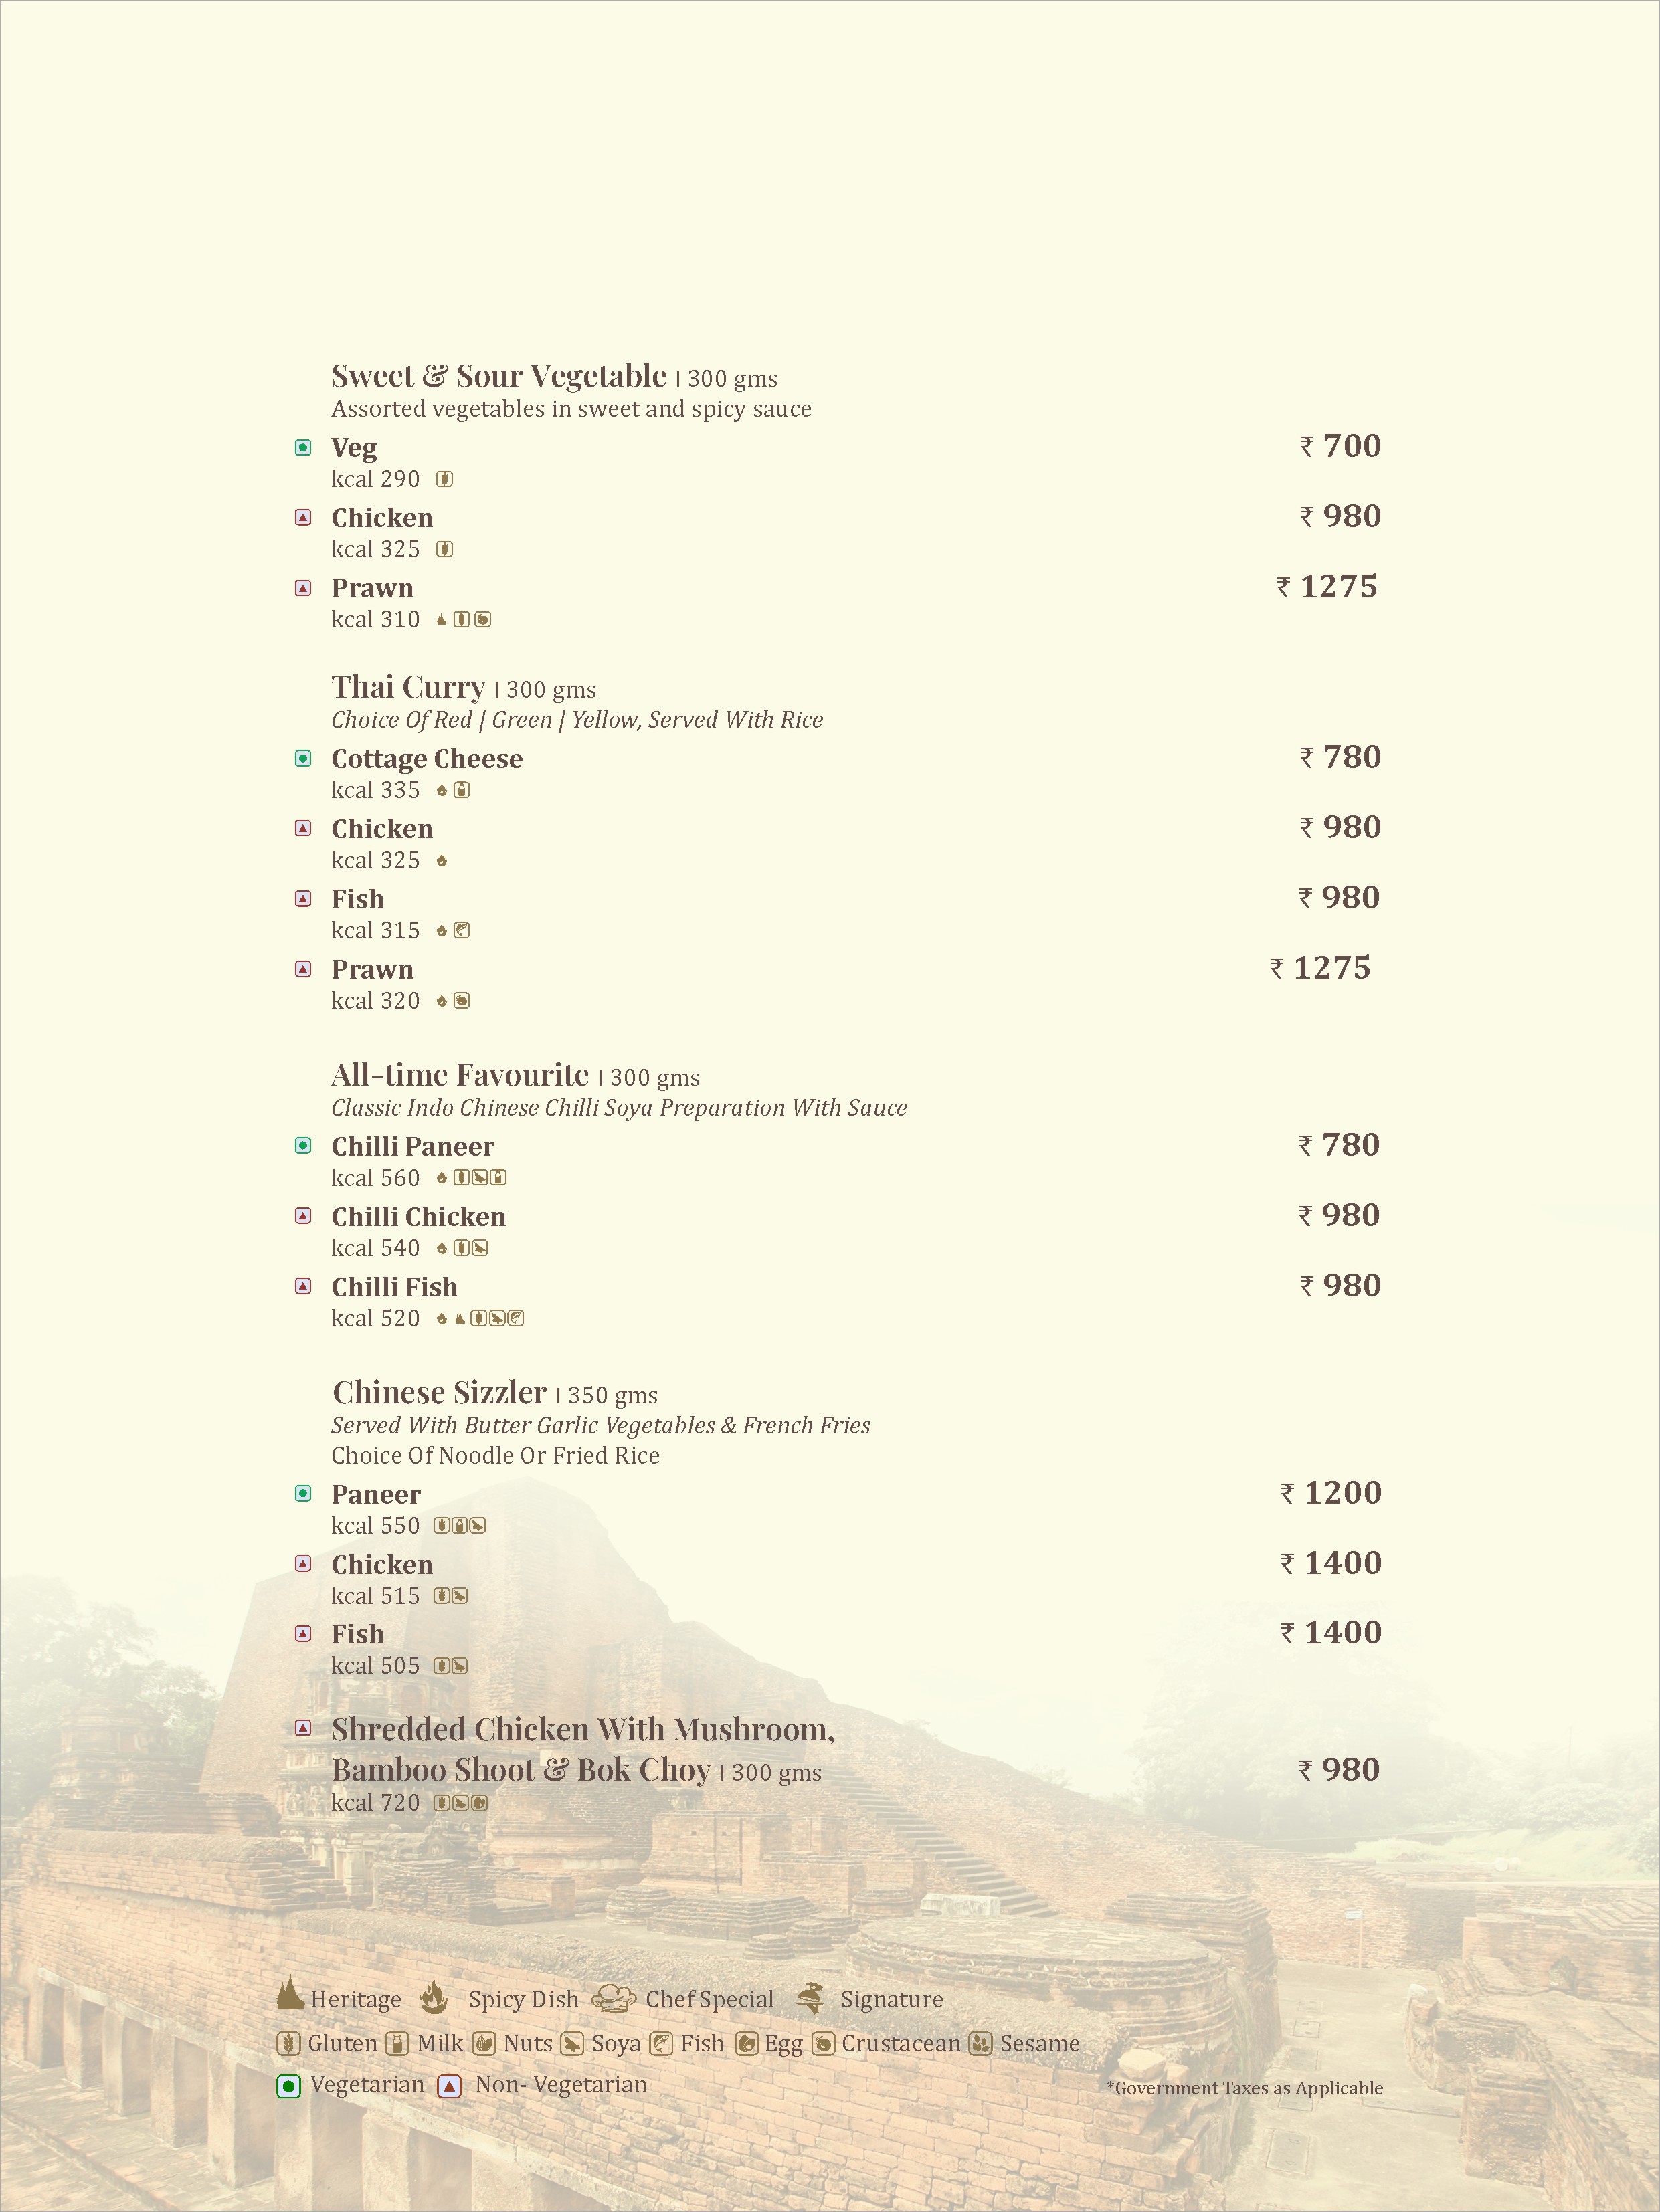 Sweet & Sour Vegetable I 300 gms
Assorted vegetables in sweet and spicy sauce
Veg ₹ 700
kcal 290
Chicken ₹ 980
kcal 325
Prawn ₹ 1275
kcal 310
Thai Curry I 300 gms
Choice Of Red | Green | Yellow, Served With Rice
Cottage Cheese ₹ 780
kcal 335
Chicken ₹ 980
kcal 325
Fish ₹ 980
kcal 315
Prawn ₹ 1275
kcal 320
All-time Favourite I 300 gms
Classic Indo Chinese Chilli Soya Preparation With Sauce
Chilli Paneer ₹ 780
kcal 560
Chilli Chicken ₹ 980
kcal 540
Chilli Fish ₹ 980
kcal 520
Chinese Sizzler I 350 gms
Served With Butter Garlic Vegetables & French Fries
Choice Of Noodle Or Fried Rice
Paneer ₹ 1200
kcal 550
Chicken ₹ 1400
kcal 515
Fish ₹ 1400
kcal 505
Shredded Chicken With Mushroom,
Bamboo Shoot & Bok Choy I 300 gms ₹ 980
kcal 720
Heritage Spicy Dish Chef Special Signature
Gluten Milk Nuts Soya Fish Egg Crustacean Sesame
Vegetarian Non- Vegetarian *Government Taxes as Applicable